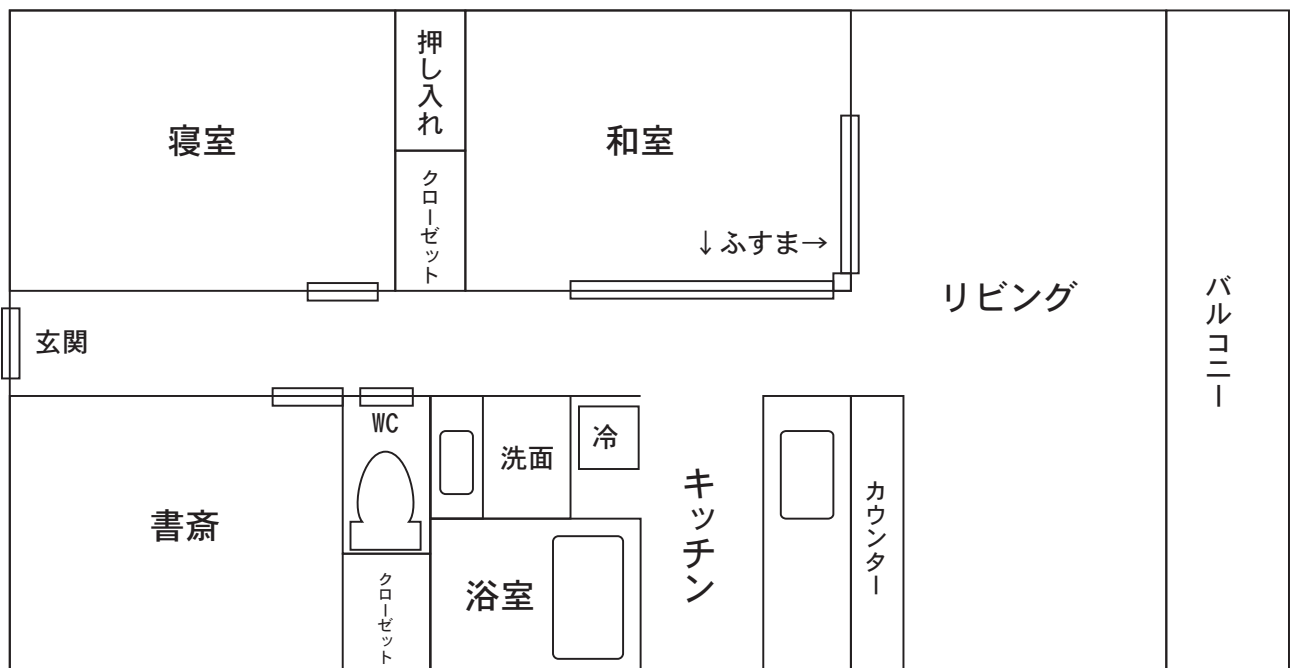 寝室
押し入れ
クローゼット
和室
↓ふすま→
リビング
バルコニー
玄関
WC
洗面
冷
キッチン
カウンター
書斎
クローゼット
浴室